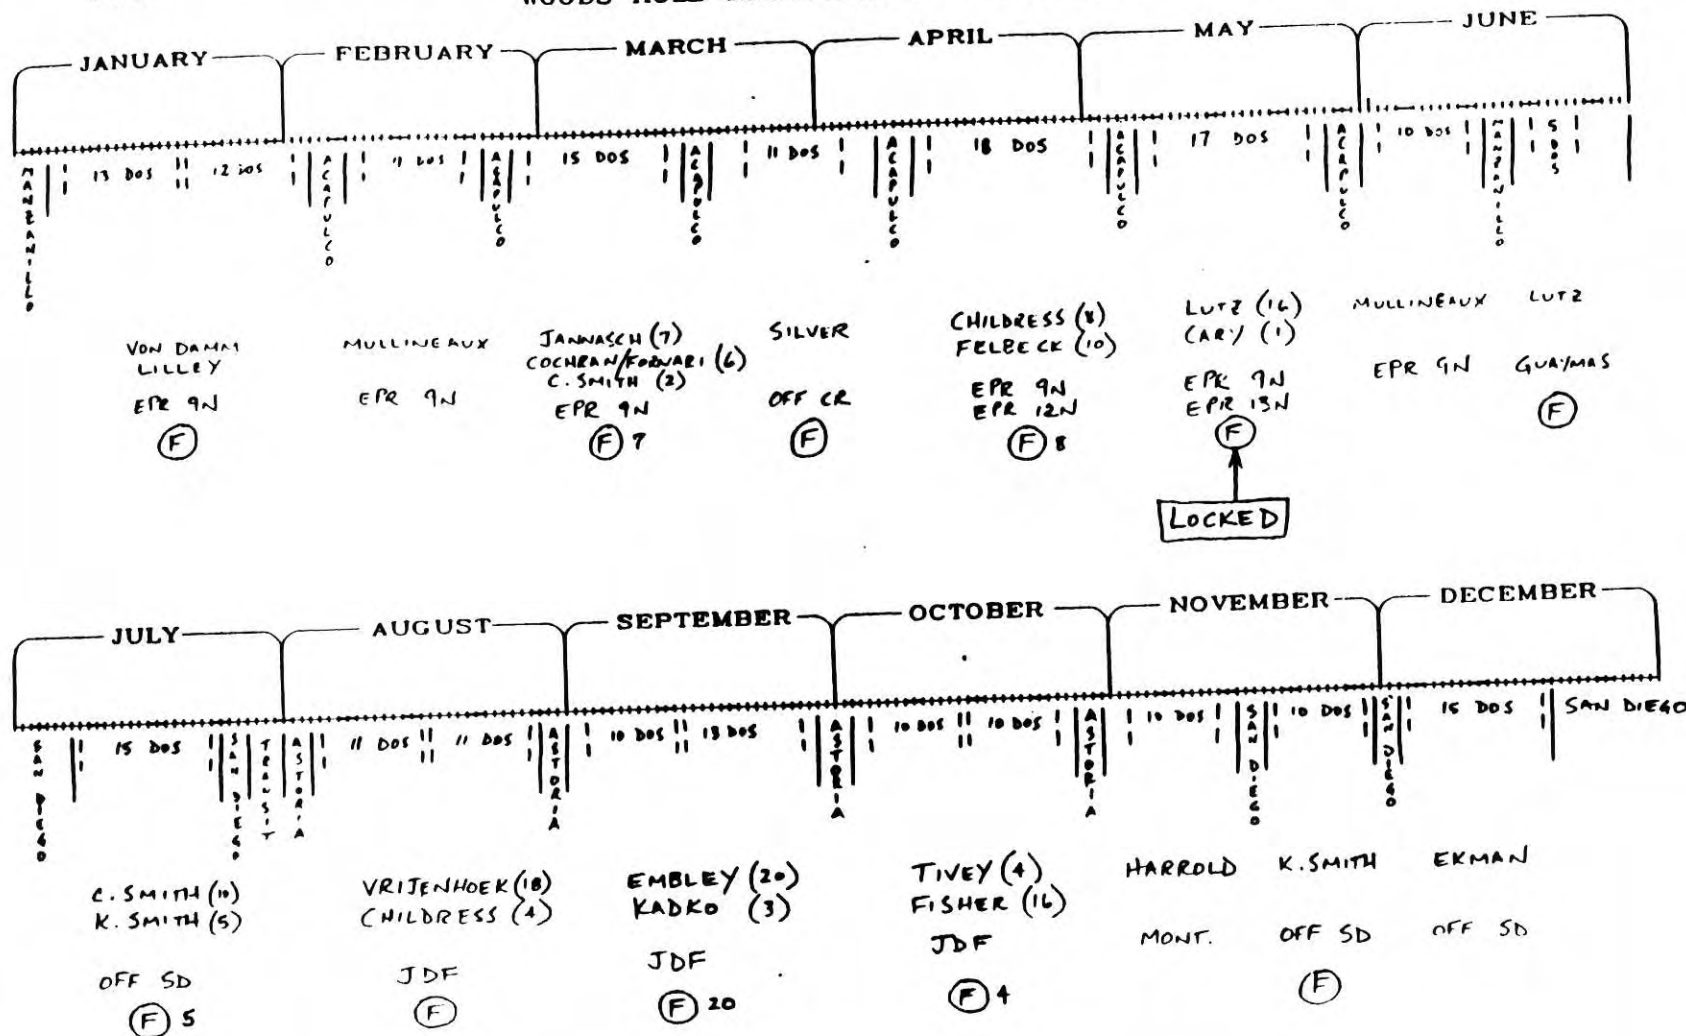 JANUARY FEBRUARY MARCH APRIL MAY JUNE
MANZANILLO 13 DOS 12 DOS ACAPULCO 11 DOS ACAPULCO 15 DOS ACAPULCO 11 DOS ACAPULCO 18 DOS ACAPULCO 17 DOS ACAPULCO 10 DOS MANZANILLO 5 DOS
VON DAMM MULLINEAUX JANNASCH (7) SILVER CHILDRESS (8) LUTZ (16) MULLINEAUX LUTZ
LILLEY COCHRAN/FORNARI (6) FELBECK (10) CARY (1)
C. SMITH (2)
EPR 9N EPR 9N EPR 9N OFF CR EPR 9N EPR 9N EPR 9N GUAYMAS
EPR 12N EPR 13N
F F 7 F F 8 F F
LOCKED
JULY AUGUST SEPTEMBER OCTOBER NOVEMBER DECEMBER
SAN DIEGO 15 DOS SAN DIEGO TRANSIT ASTORIA 11 DOS 11 DOS ASTORIA 10 DOS 13 DOS ASTORIA 10 DOS 10 DOS ASTORIA 10 DOS SAN DIEGO 10 DOS SAN DIEGO 15 DOS SAN DIEGO
C. SMITH (10) VRIJENHOEK (18) EMBLEY (20) TIVEY (4) HARROLD K. SMITH EKMAN
K. SMITH (5) CHILDRESS (4) KADKO (3) FISHER (16)
OFF SD JDF JDF JDF MONT. OFF SD OFF SD
F 5 F F 20 F 4 F